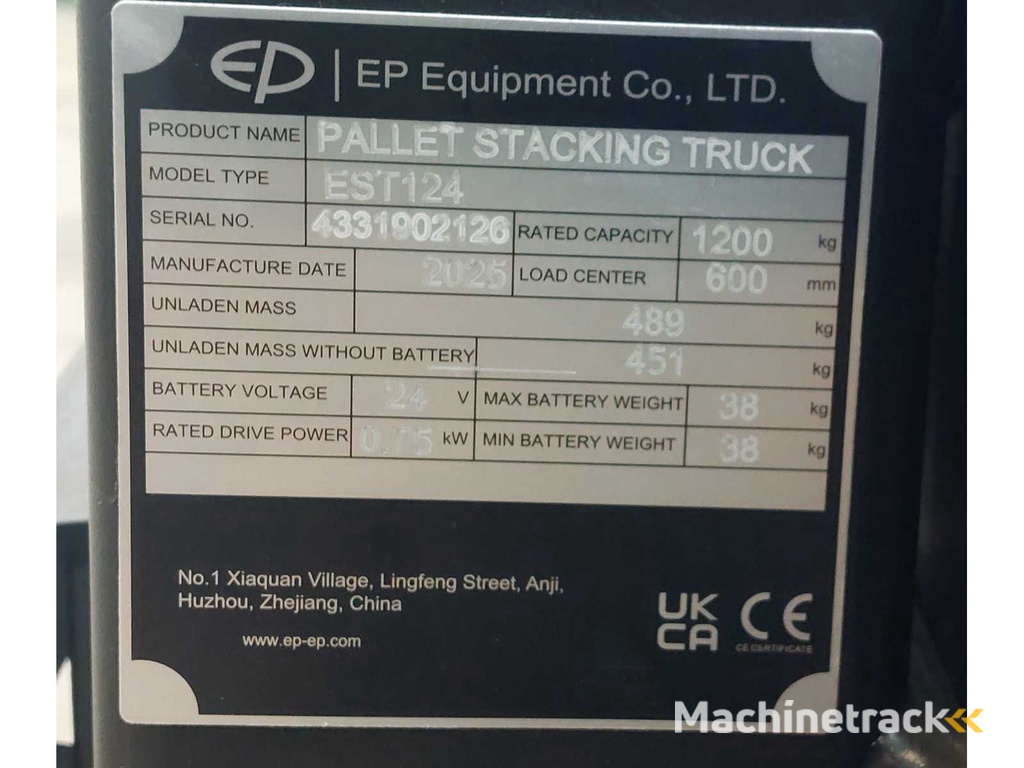 EP | EP Equipment Co., LTD.
PRODUCT NAME PALLET STACKING TRUCK
MODEL TYPE EST124
SERIAL NO. 4331902126 RATED CAPACITY 1200 kg
MANUFACTURE DATE 2025 LOAD CENTER 600 mm
UNLADEN MASS 489 kg
UNLADEN MASS WITHOUT BATTERY 451 kg
BATTERY VOLTAGE 24 V MAX BATTERY WEIGHT 38 kg
RATED DRIVE POWER 0.75 kW MIN BATTERY WEIGHT 38 kg
No.1 Xiaquan Village, Lingfeng Street, Anji,
Huzhou, Zhejiang, China
www.ep-ep.com
UK
CA
CE
CE CERTIFICATE
Machinetrack